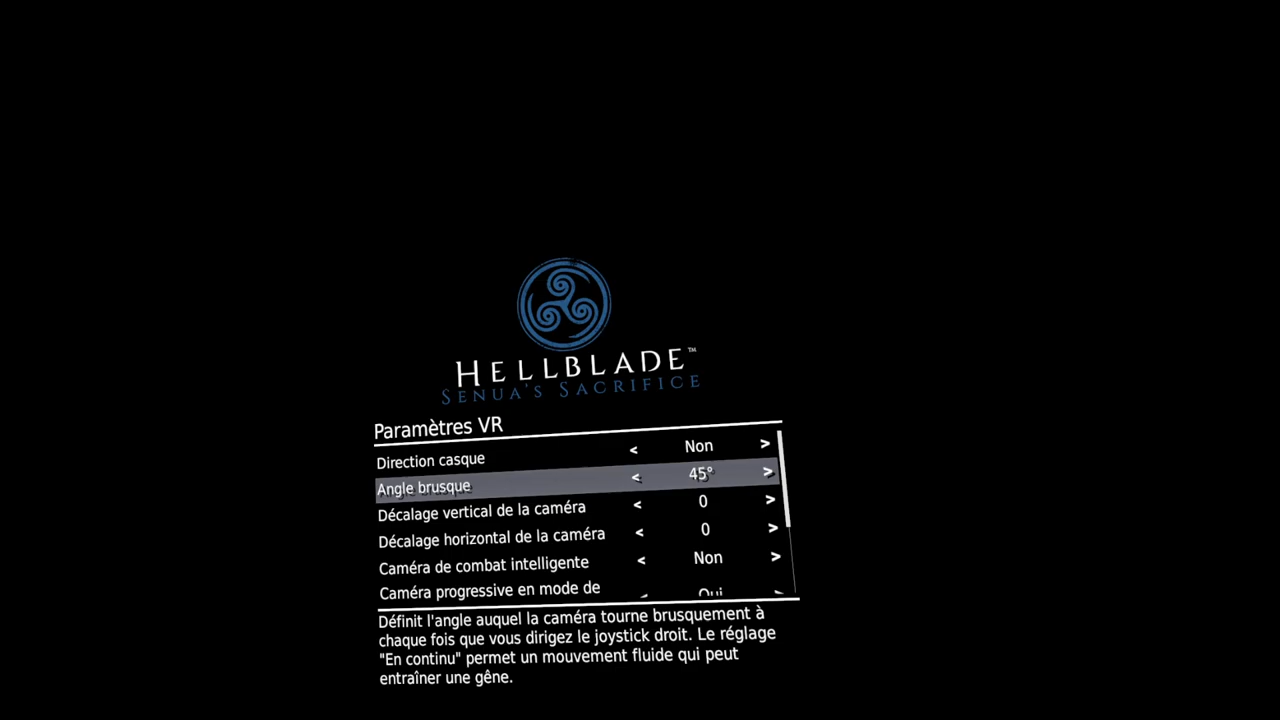 HELLBLADE™
SENUA'S SACRIFICE
Paramètres VR
Direction casque < Non >
Angle brusque < 45° >
Décalage vertical de la caméra < 0 >
Décalage horizontal de la caméra < 0 >
Caméra de combat intelligente < Non >
Caméra progressive en mode de < Oui >
Définit l'angle auquel la caméra tourne brusquement à
chaque fois que vous dirigez le joystick droit. Le réglage
"En continu" permet un mouvement fluide qui peut
entraîner une gêne.